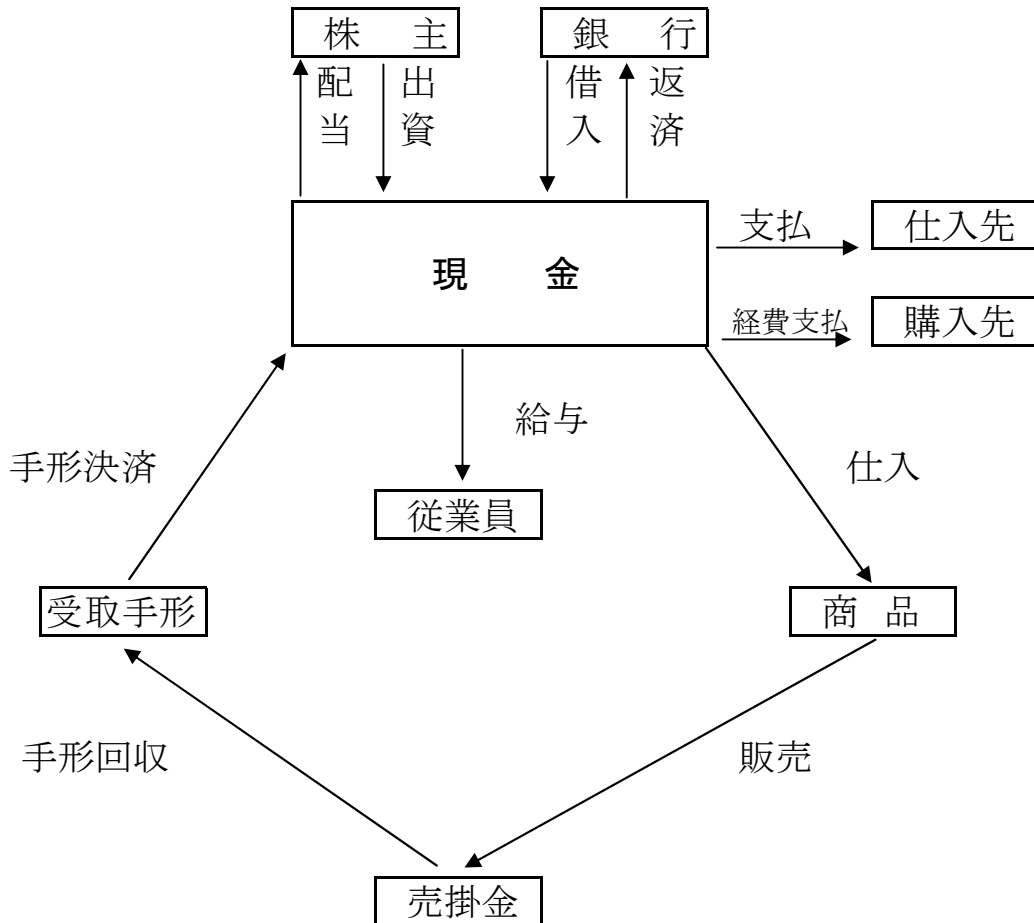 株 主
銀 行
配当
出資
借入
返済
現 金
支払
仕入先
経費支払
購入先
給与
手形決済
仕入
従業員
受取手形
商 品
手形回収
販売
売掛金